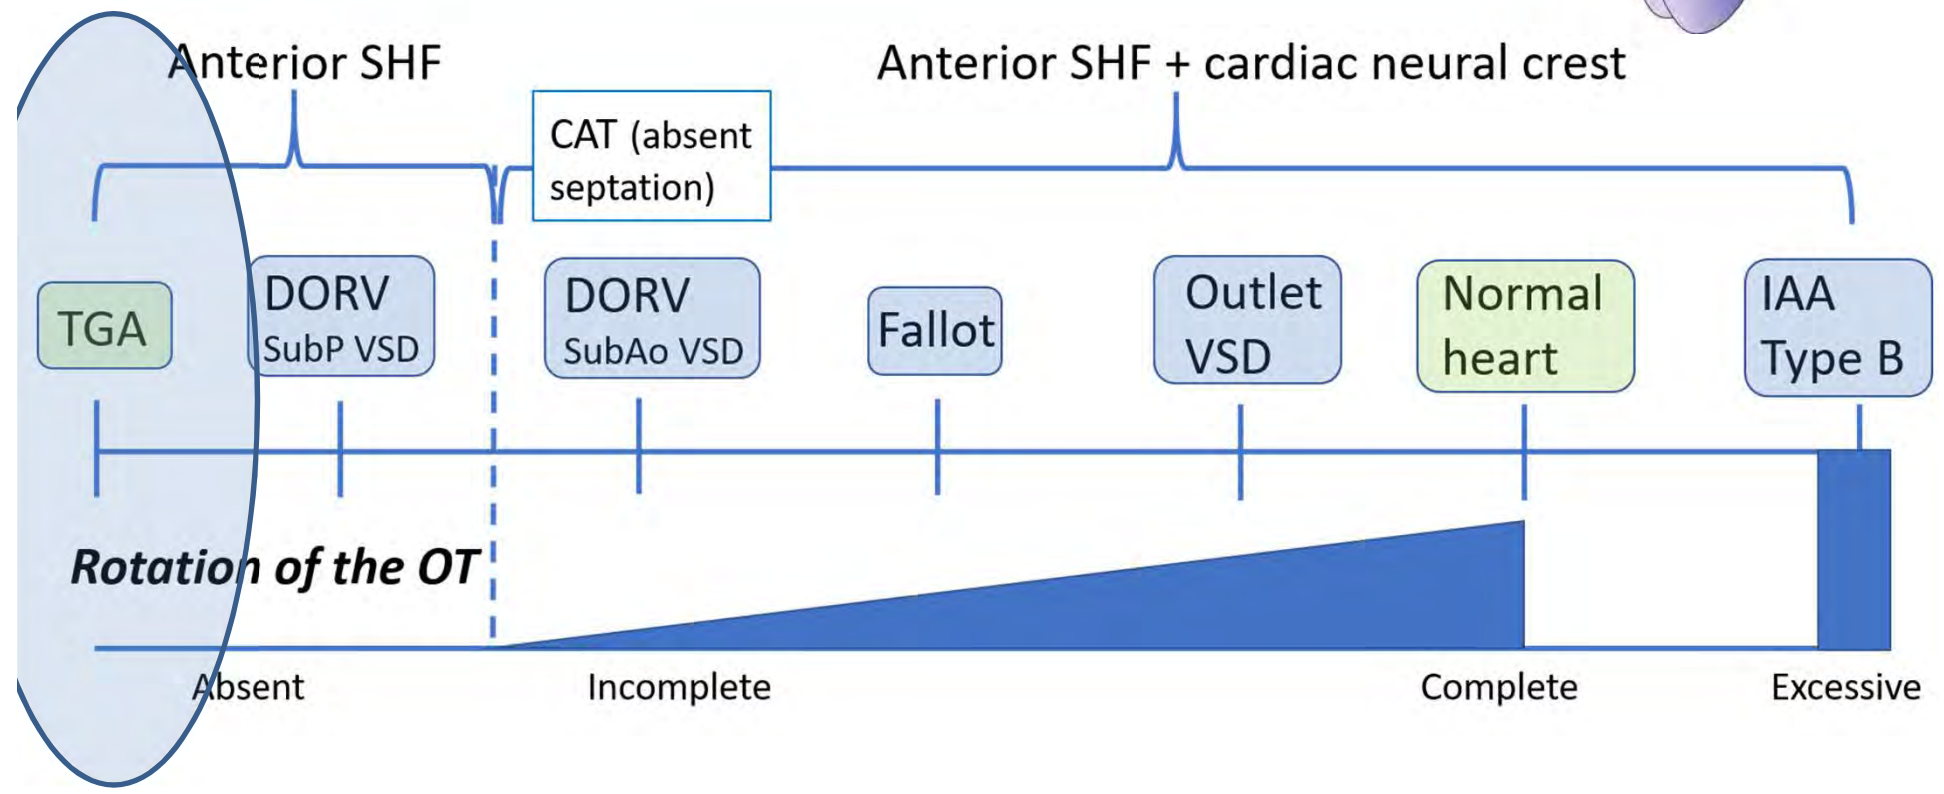 Anterior SHF
Anterior SHF + cardiac neural crest
CAT (absent
septation)
TGA
DORV
SubP VSD
DORV
SubAo VSD
Fallot
Outlet
VSD
Normal
heart
IAA
Type B
Rotation of the OT
Absent
Incomplete
Complete
Excessive